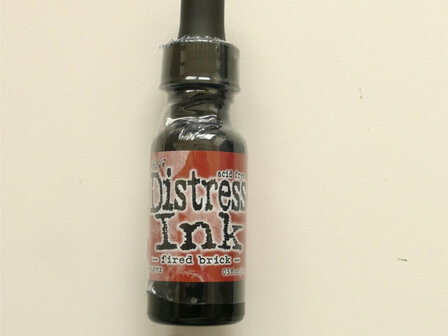 acid free
Distress
Ink
- fired brick -